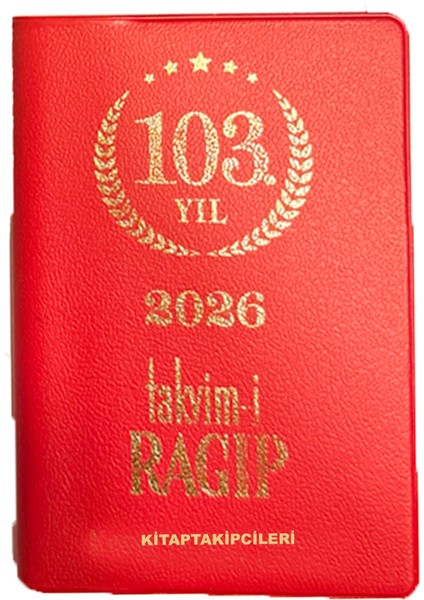 103.
YIL
2026
takvim-i
RAGIP
KİTAPTAKİPCİLERİ